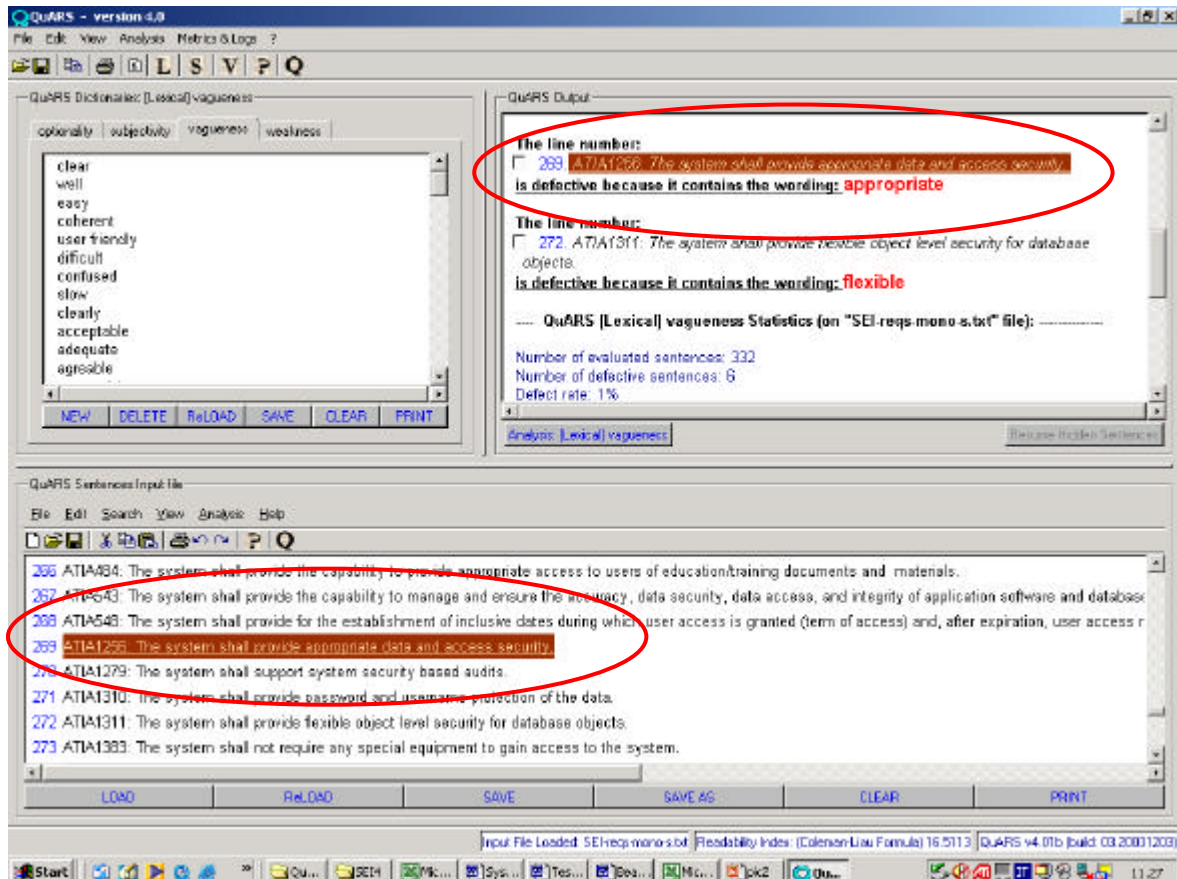 QuARS - version 4.0
File Edit View Analysis Metrics & Logs ?
L S V ? Q
QuARS Dictionaries: [Lexical] vagueness
optionality subjectivity vagueness weakness
clear
well
easy
coherent
user friendly
difficult
confused
slow
clearly
acceptable
adequate
agreable
NEW DELETE ReLOAD SAVE CLEAR PRINT
QuARS Output
The line number:
269. ATIA1256: The system shall provide appropriate data and access security.
is defective because it contains the wording: appropriate
The line number:
272. ATIA1311: The system shall provide flexible object level security for database
objects.
is defective because it contains the wording: flexible
---- QuARS [Lexical] vagueness Statistics (on "SEI-reqs-mono-s.txt" file): ---------------
Number of evaluated sentences: 332
Number of defective sentences: 6
Defect rate: 1%
Analysis: [Lexical] vagueness Rescue Hidden Sentences
QuARS Sentences Input file
File Edit Search View Analysis Help
? Q
266 ATIA484: The system shall provide the capability to provide appropriate access to users of education/training documents and materials.
267 ATIA543: The system shall provide the capability to manage and ensure the accuracy, data security, data access, and integrity of application software and database
268 ATIA548: The system shall provide for the establishment of inclusive dates during which user access is granted (term of access) and, after expiration, user access r
269 ATIA1256: The system shall provide appropriate data and access security.
270 ATIA1279: The system shall support system security based audits.
271 ATIA1310: The system shall provide password and username protection of the data.
272 ATIA1311: The system shall provide flexible object level security for database objects.
273 ATIA1383: The system shall not require any special equipment to gain access to the system.
LOAD ReLOAD SAVE SAVE AS CLEAR PRINT
Input File Loaded: SEI-reqs-mono-s.txt Readability Index: (Coleman-Liau Formula) 16.5113 QuARS v4.01b (build: 03.20031203)
Start » Qu... SEI4 Mic... Sys... Tes... Dea... Mic... pk2 Qu... 11.27